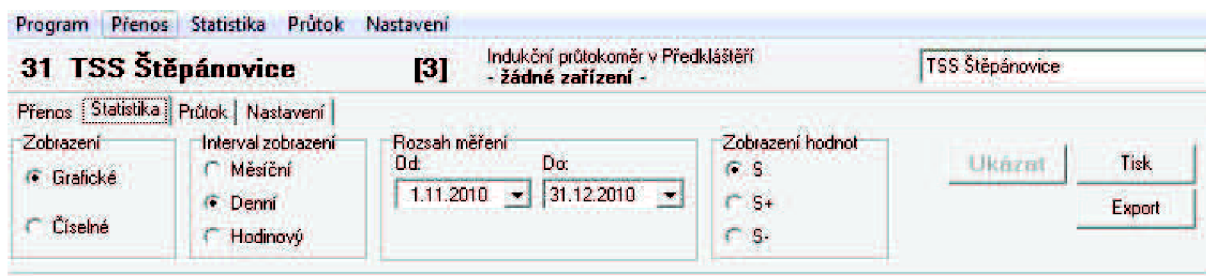 Program Přenos Statistika Průtok Nastavení
31 TSS Štěpánovice [3] Indukční průtokoměr v Předkláštěří
- žádné zařízení -
TSS Štěpánovice
Přenos Statistika Průtok Nastavení
Zobrazení
Grafické
Číselné
Interval zobrazení
Měsíční
Denní
Hodinový
Rozsah měření
Od: Do:
1.11.2010 31.12.2010
Zobrazení hodnot
S
S+
S-
Ukázat Tisk
Export